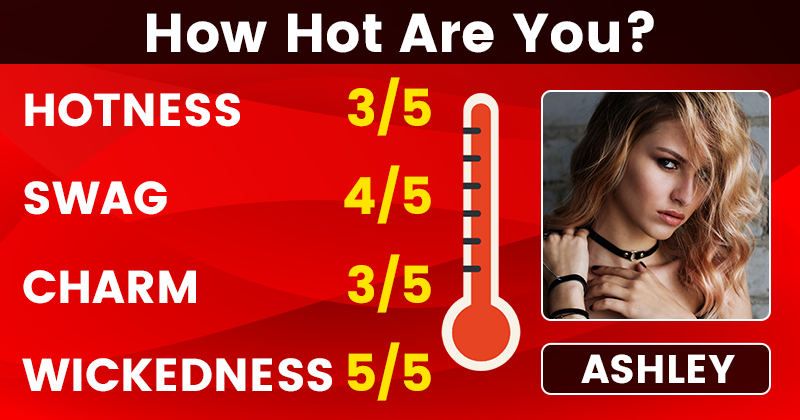 How Hot Are You?
HOTNESS 3/5
SWAG 4/5
CHARM 3/5
WICKEDNESS 5/5
ASHLEY